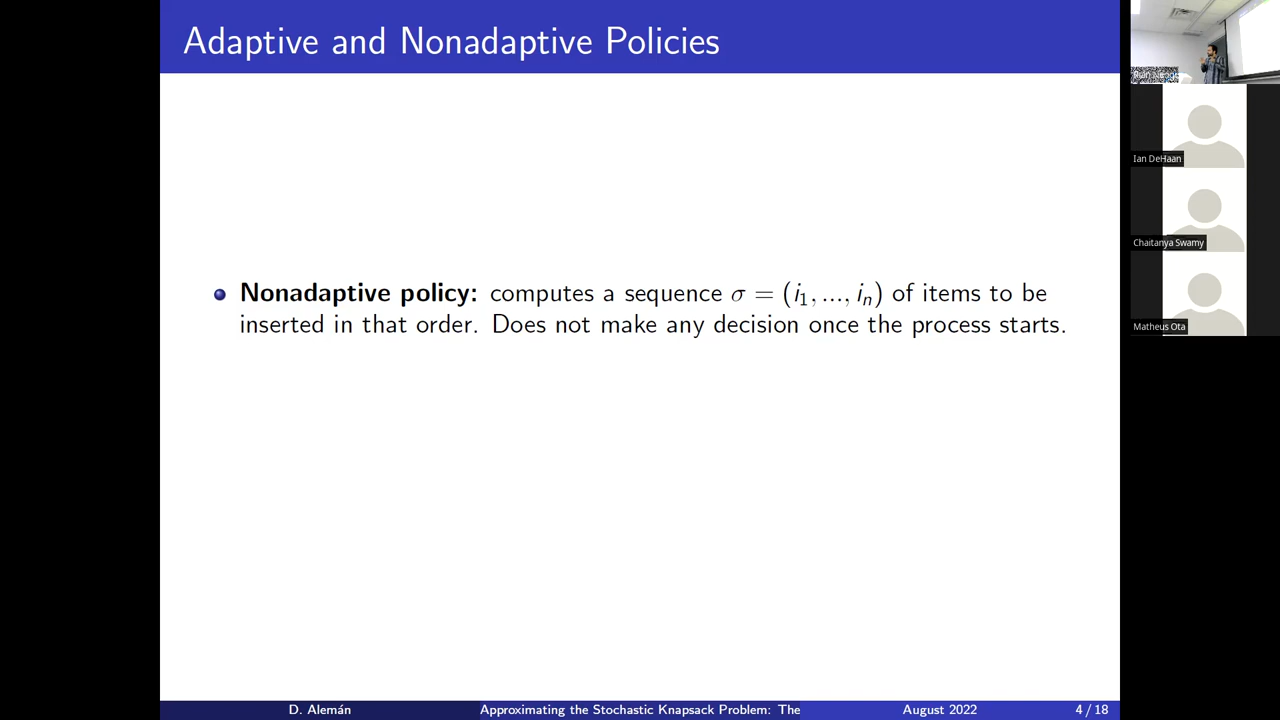 Adaptive and Nonadaptive Policies
Nonadaptive policy: computes a sequence σ = (i₁, ..., iₙ) of items to be
inserted in that order. Does not make any decision once the process starts.
D. Alemán
Approximating the Stochastic Knapsack Problem: The
August 2022
4 / 18
Ian DeHaan
Chaitanya Swamy
Matheus Ota